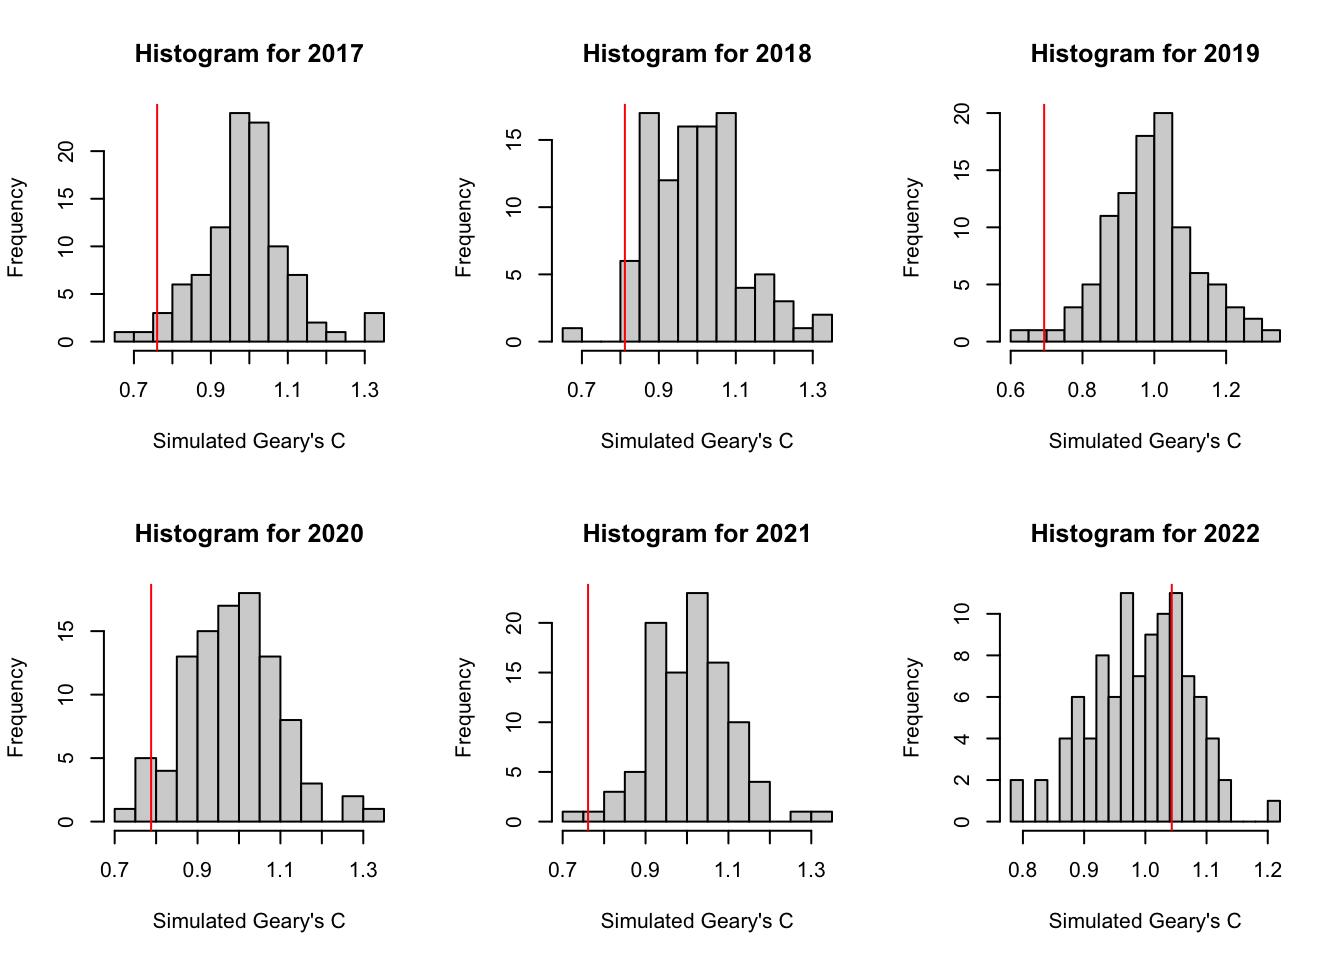 Histogram for 2017
Frequency
0 5 10 15 20
0.7 0.9 1.1 1.3
Simulated Geary's C
Histogram for 2018
Frequency
0 5 10 15
0.7 0.9 1.1 1.3
Simulated Geary's C
Histogram for 2019
Frequency
0 5 10 15 20
0.6 0.8 1.0 1.2
Simulated Geary's C
Histogram for 2020
Frequency
0 5 10 15
0.7 0.9 1.1 1.3
Simulated Geary's C
Histogram for 2021
Frequency
0 5 10 15 20
0.7 0.9 1.1 1.3
Simulated Geary's C
Histogram for 2022
Frequency
0 2 4 6 8 10
0.8 0.9 1.0 1.1 1.2
Simulated Geary's C